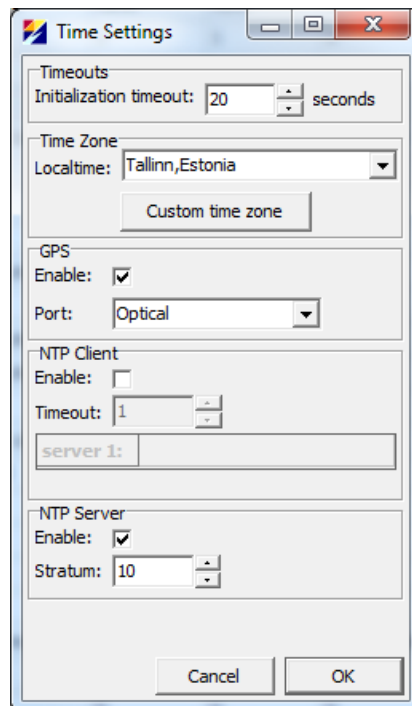 Time Settings
Timeouts
Initialization timeout: 20 seconds
Time Zone
Localtime: Tallinn,Estonia
Custom time zone
GPS
Enable:
Port: Optical
NTP Client
Enable:
Timeout: 1
server 1:
NTP Server
Enable:
Stratum: 10
Cancel OK